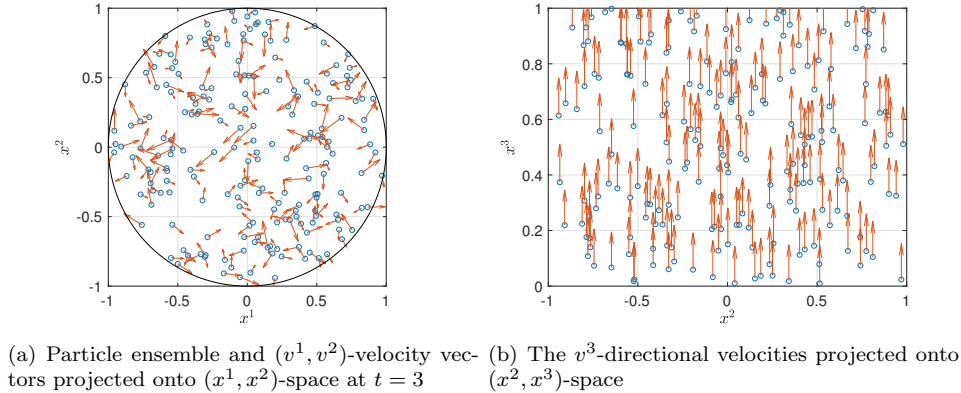 1
0.5
0
-0.5
-1
-1 -0.5 0 0.5 1
x^2
x^1
1
0.8
0.6
0.4
0.2
0
-1 -0.5 0 0.5 1
x^3
x^2
(a) Particle ensemble and (v^1, v^2)-velocity vec-
tors projected onto (x^1, x^2)-space at t = 3
(b) The v^3-directional velocities projected onto
(x^2, x^3)-space